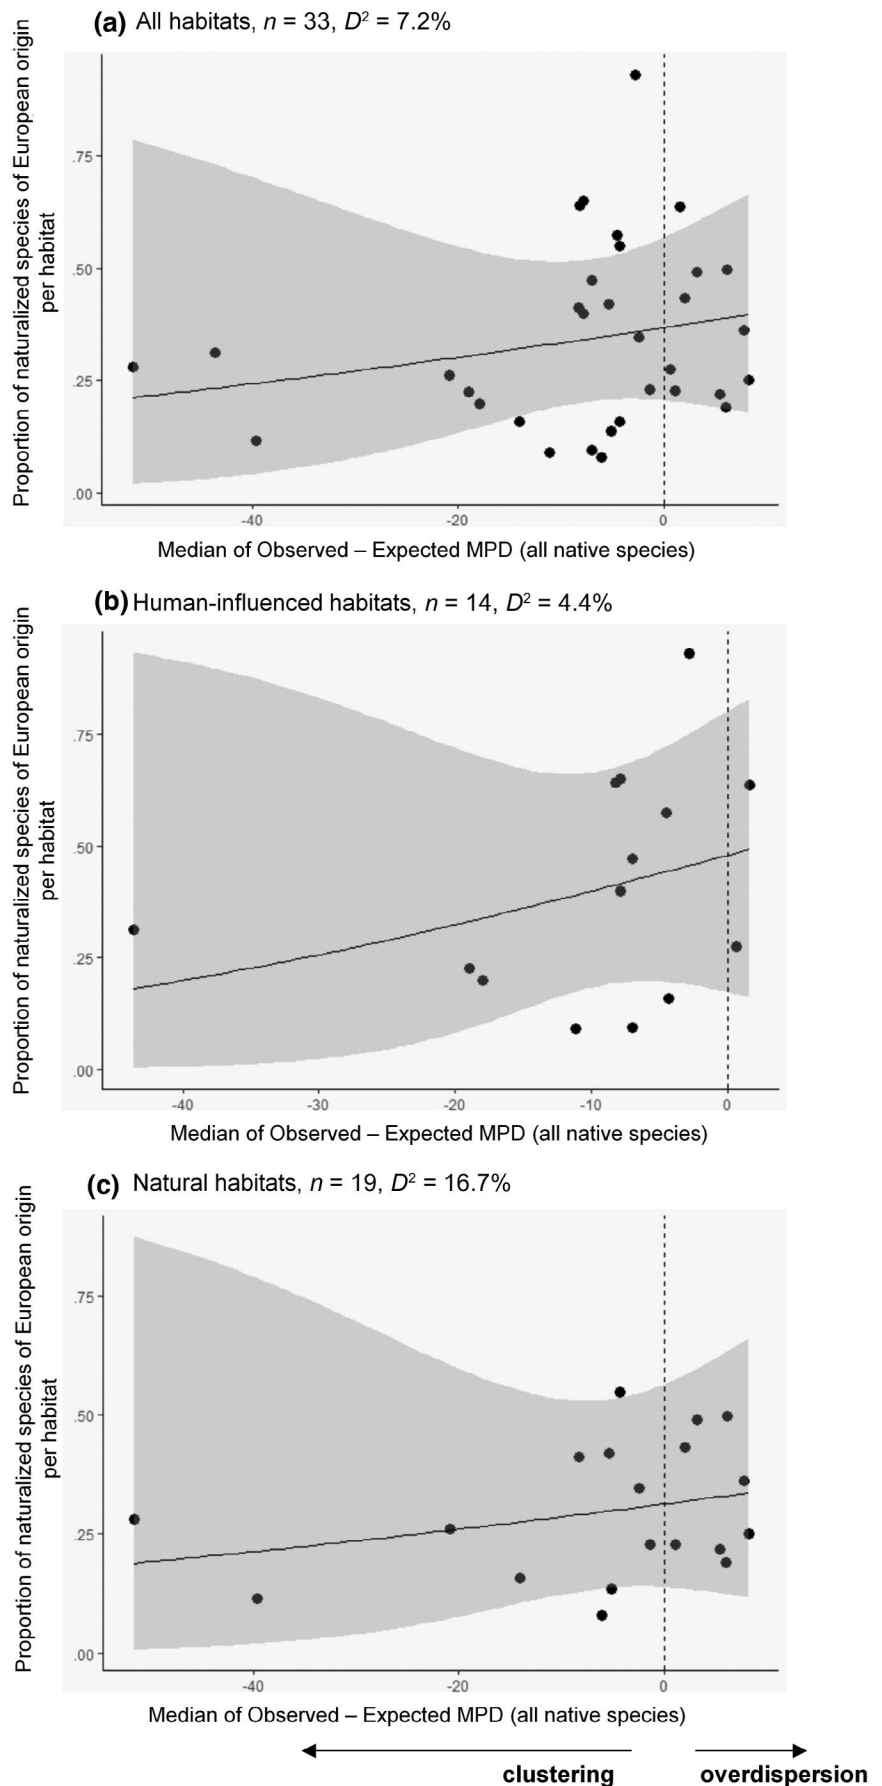 (a) All habitats, n = 33, D² = 7.2%
Proportion of naturalized species of European origin
per habitat
.75
.50
.25
.00
-40 -20 0
Median of Observed – Expected MPD (all native species)
(b) Human-influenced habitats, n = 14, D² = 4.4%
Proportion of naturalized species of European origin
per habitat
.75
.50
.25
.00
-40 -30 -20 -10 0
Median of Observed – Expected MPD (all native species)
(c) Natural habitats, n = 19, D² = 16.7%
Proportion of naturalized species of European origin
per habitat
.75
.50
.25
.00
-40 -20 0
Median of Observed – Expected MPD (all native species)
clustering overdispersion